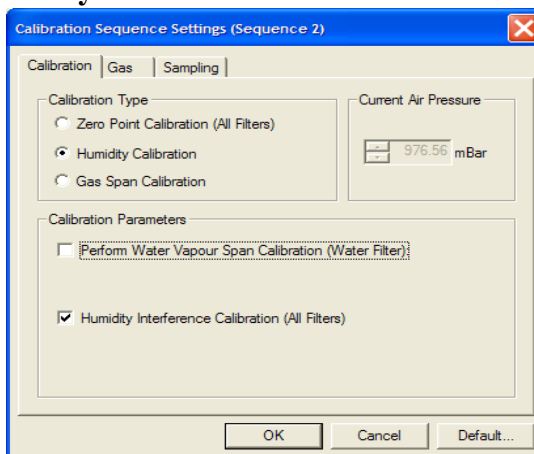 Calibration Sequence Settings (Sequence 2)
Calibration Gas Sampling
Calibration Type
Zero Point Calibration (All Filters)
Humidity Calibration
Gas Span Calibration
Current Air Pressure
976.56 mBar
Calibration Parameters
Perform Water Vapour Span Calibration (Water Filter):
Humidity Interference Calibration (All Filters)
OK Cancel Default...